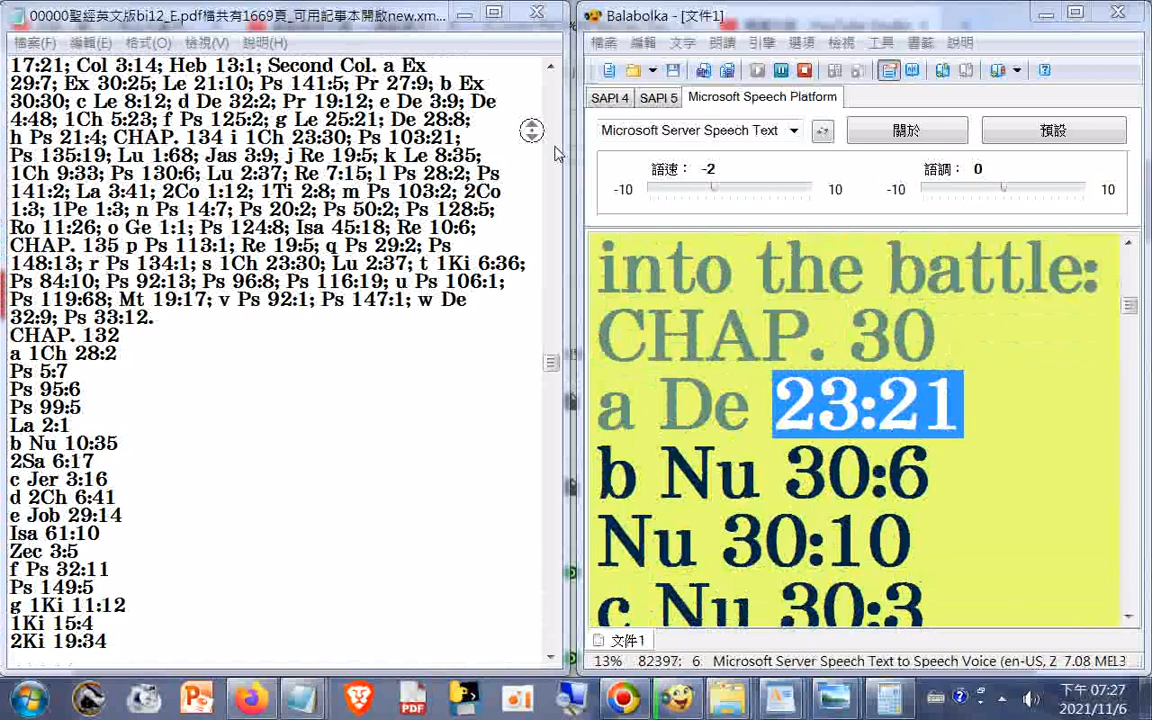 00000聖經英文版bi12_E.pdf檔共有1669頁_可用記事本開啟new.xm...
檔案(F) 編輯(E) 格式(O) 檢視(V) 說明(H)
17:21; Col 3:14; Heb 13:1; Second Col. a Ex
29:7; Ex 30:25; Le 21:10; Ps 141:5; Pr 27:9; b Ex
30:30; c Le 8:12; d De 32:2; Pr 19:12; e De 3:9; De
4:48; 1Ch 5:23; f Ps 125:2; g Le 25:21; De 28:8;
h Ps 21:4; CHAP. 134 i 1Ch 23:30; Ps 103:21;
Ps 135:19; Lu 1:68; Jas 3:9; j Re 19:5; k Le 8:35;
1Ch 9:33; Ps 130:6; Lu 2:37; Re 7:15; l Ps 28:2; Ps
141:2; La 3:41; 2Co 1:12; 1Ti 2:8; m Ps 103:2; 2Co
1:3; 1Pe 1:3; n Ps 14:7; Ps 20:2; Ps 50:2; Ps 128:5;
Ro 11:26; o Ge 1:1; Ps 124:8; Isa 45:18; Re 10:6;
CHAP. 135 p Ps 113:1; Re 19:5; q Ps 29:2; Ps
148:13; r Ps 134:1; s 1Ch 23:30; Lu 2:37; t 1Ki 6:36;
Ps 84:10; Ps 92:13; Ps 96:8; Ps 116:19; u Ps 106:1;
Ps 119:68; Mt 19:17; v Ps 92:1; Ps 147:1; w De
32:9; Ps 33:12.
CHAP. 132
a 1Ch 28:2
Ps 5:7
Ps 95:6
Ps 99:5
La 2:1
b Nu 10:35
2Sa 6:17
c Jer 3:16
d 2Ch 6:41
e Job 29:14
Isa 61:10
Zec 3:5
f Ps 32:11
Ps 149:5
g 1Ki 11:12
1Ki 15:4
2Ki 19:34
Balabolka - [文件1]
檔案 編輯 文字 朗讀 引擎 選項 檢視 工具 書籤 說明
SAPI 4 SAPI 5 Microsoft Speech Platform
Microsoft Server Speech Text 關於 預設
語速： -2 語調： 0
-10 10 -10 10
into the battle:
CHAP. 30
a De 23:21
b Nu 30:6
Nu 30:10
c Nu 30:3
文件1
13% 82397: 6 Microsoft Server Speech Text to Speech Voice (en-US, Z 7.08 МЕ13
下午 07:27
2021/11/6